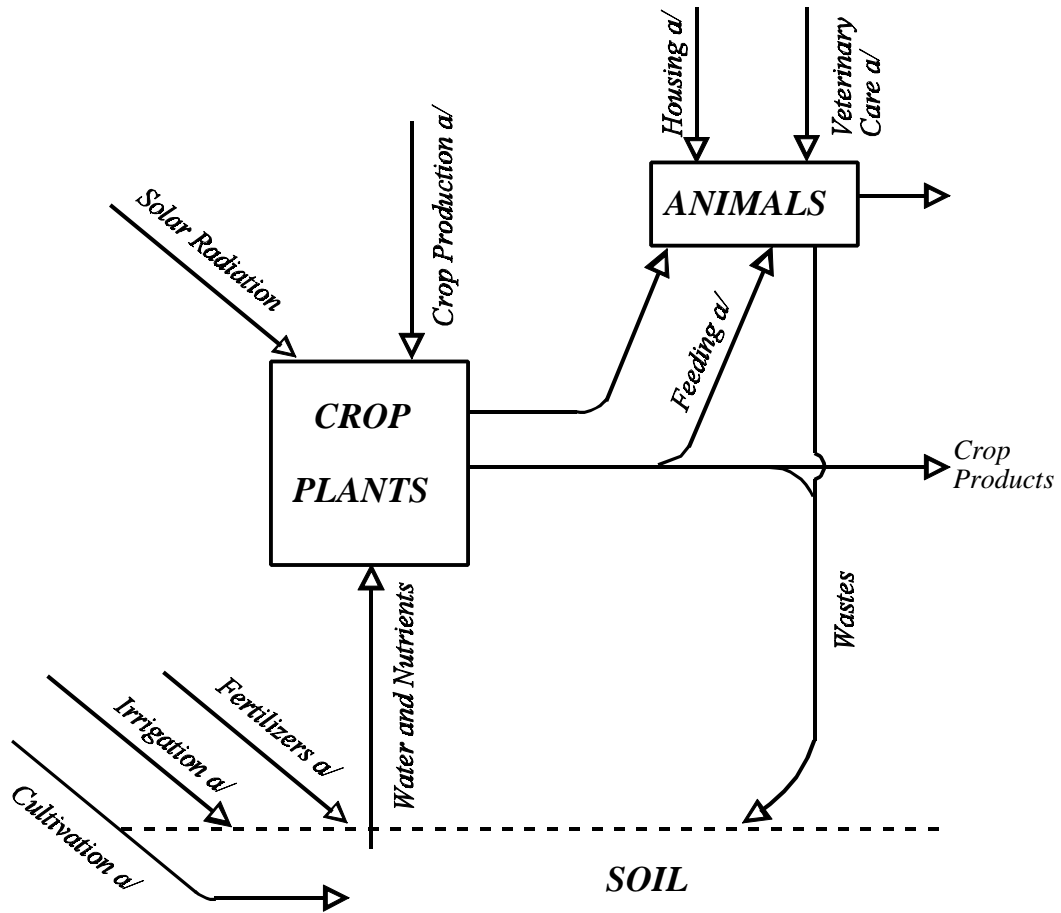 Housing a/
Veterinary
Care a/
ANIMALS
Crop Production a/
Solar Radiation
Feeding a/
CROP
PLANTS
Crop
Products
Water and Nutrients
Wastes
Fertilizers a/
Irrigation a/
Cultivation a/
SOIL